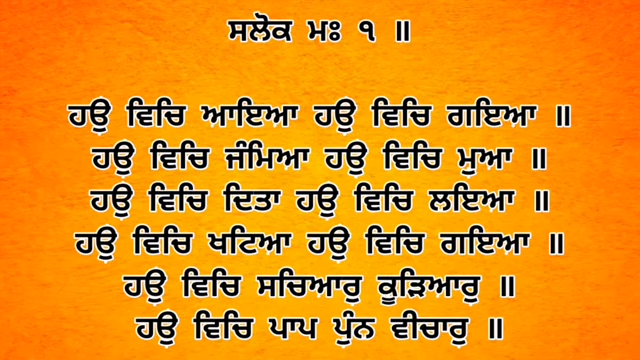 ਸਲੋਕ ਮਃ ੧ ॥
ਹਉ ਵਿਚਿ ਆਇਆ ਹਉ ਵਿਚਿ ਗਇਆ ॥
ਹਉ ਵਿਚਿ ਜੰਮਿਆ ਹਉ ਵਿਚਿ ਮੁਆ ॥
ਹਉ ਵਿਚਿ ਦਿਤਾ ਹਉ ਵਿਚਿ ਲਇਆ ॥
ਹਉ ਵਿਚਿ ਖਟਿਆ ਹਉ ਵਿਚਿ ਗਇਆ ॥
ਹਉ ਵਿਚਿ ਸਚਿਆਰੁ ਕੂੜਿਆਰੁ ॥
ਹਉ ਵਿਚਿ ਪਾਪ ਪੁੰਨ ਵੀਚਾਰੁ ॥